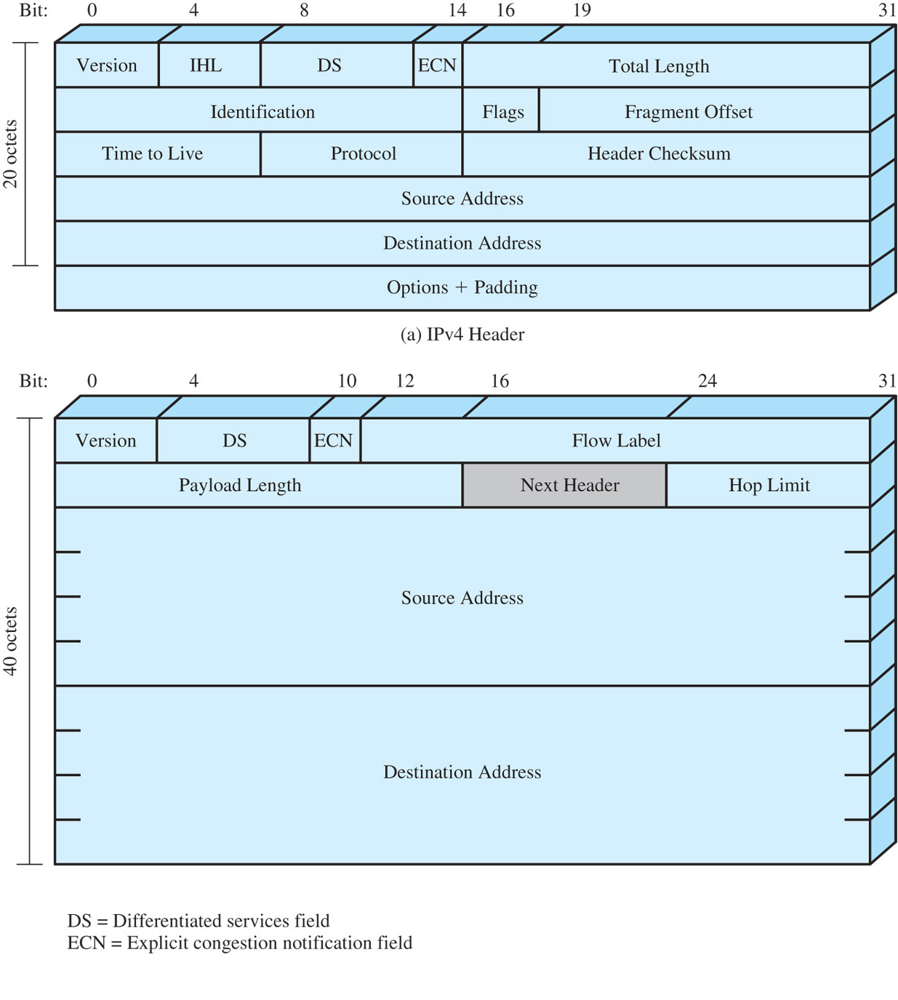 Bit: 0 4 8 14 16 19 31
Version IHL DS ECN Total Length
Identification Flags Fragment Offset
Time to Live Protocol Header Checksum
Source Address
Destination Address
Options + Padding
20 octets
(a) IPv4 Header
Bit: 0 4 10 12 16 24 31
Version DS ECN Flow Label
Payload Length Next Header Hop Limit
Source Address
Destination Address
40 octets
DS = Differentiated services field
ECN = Explicit congestion notification field